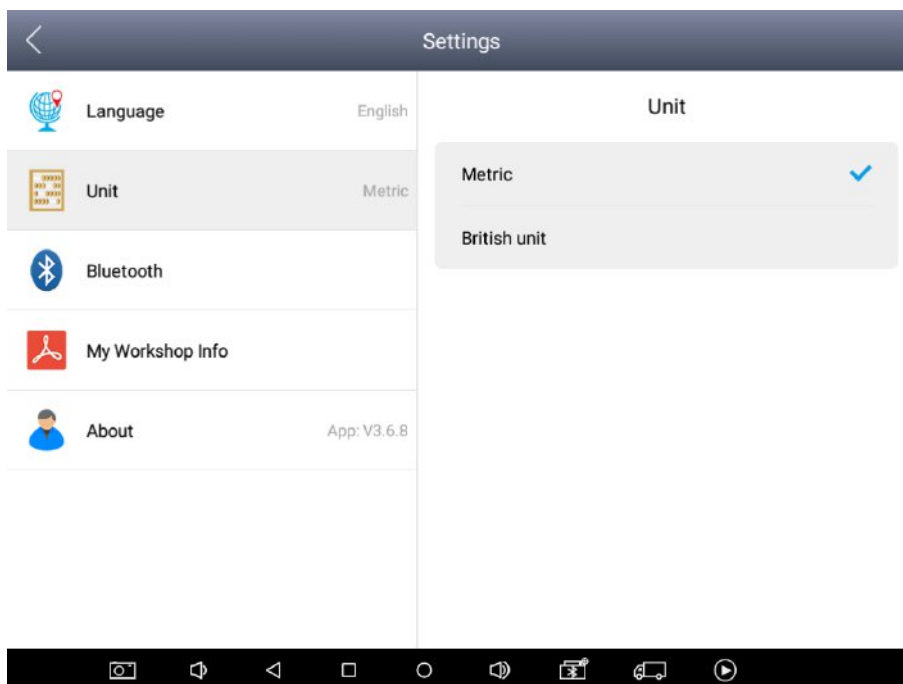 Settings
Language English
Unit Metric
Bluetooth
My Workshop Info
About App: V3.6.8
Unit
Metric
British unit